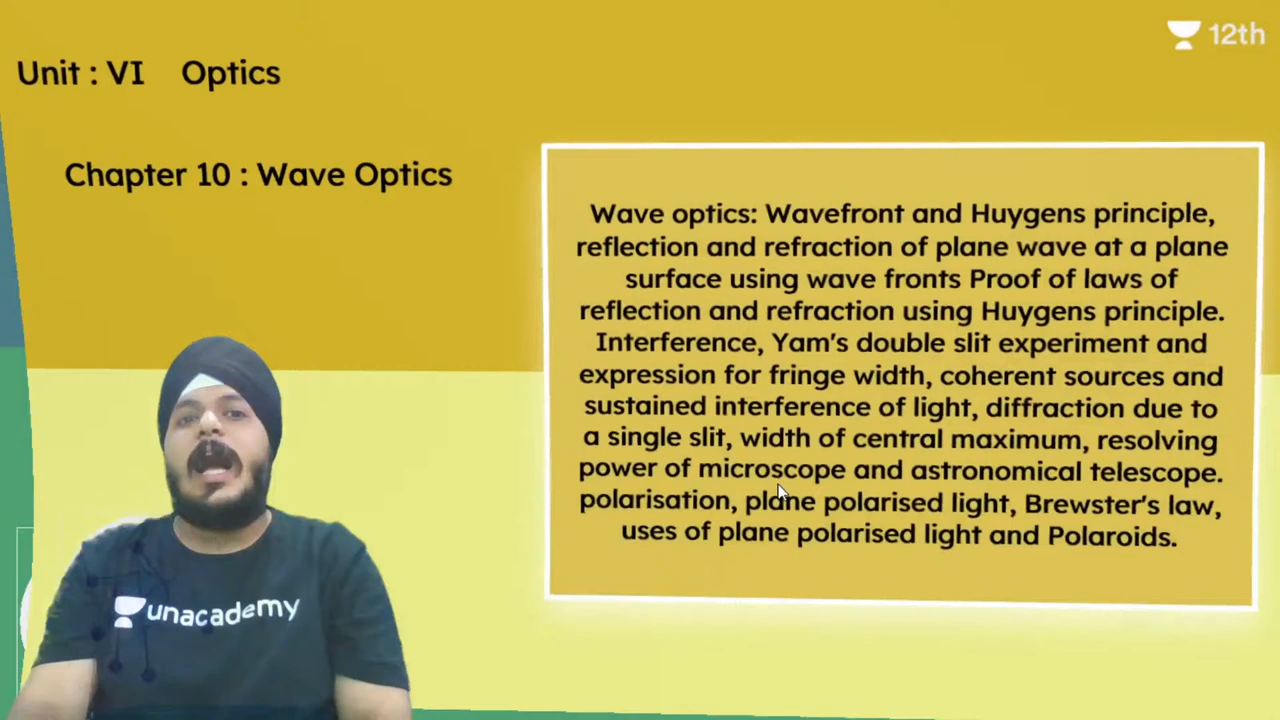 12th
Unit : VI Optics
Chapter 10 : Wave Optics
Wave optics: Wavefront and Huygens principle,
reflection and refraction of plane wave at a plane
surface using wave fronts Proof of laws of
reflection and refraction using Huygens principle.
Interference, Yam's double slit experiment and
expression for fringe width, coherent sources and
sustained interference of light, diffraction due to
a single slit, width of central maximum, resolving
power of microscope and astronomical telescope.
polarisation, plane polarised light, Brewster's law,
uses of plane polarised light and Polaroids.
unacademy